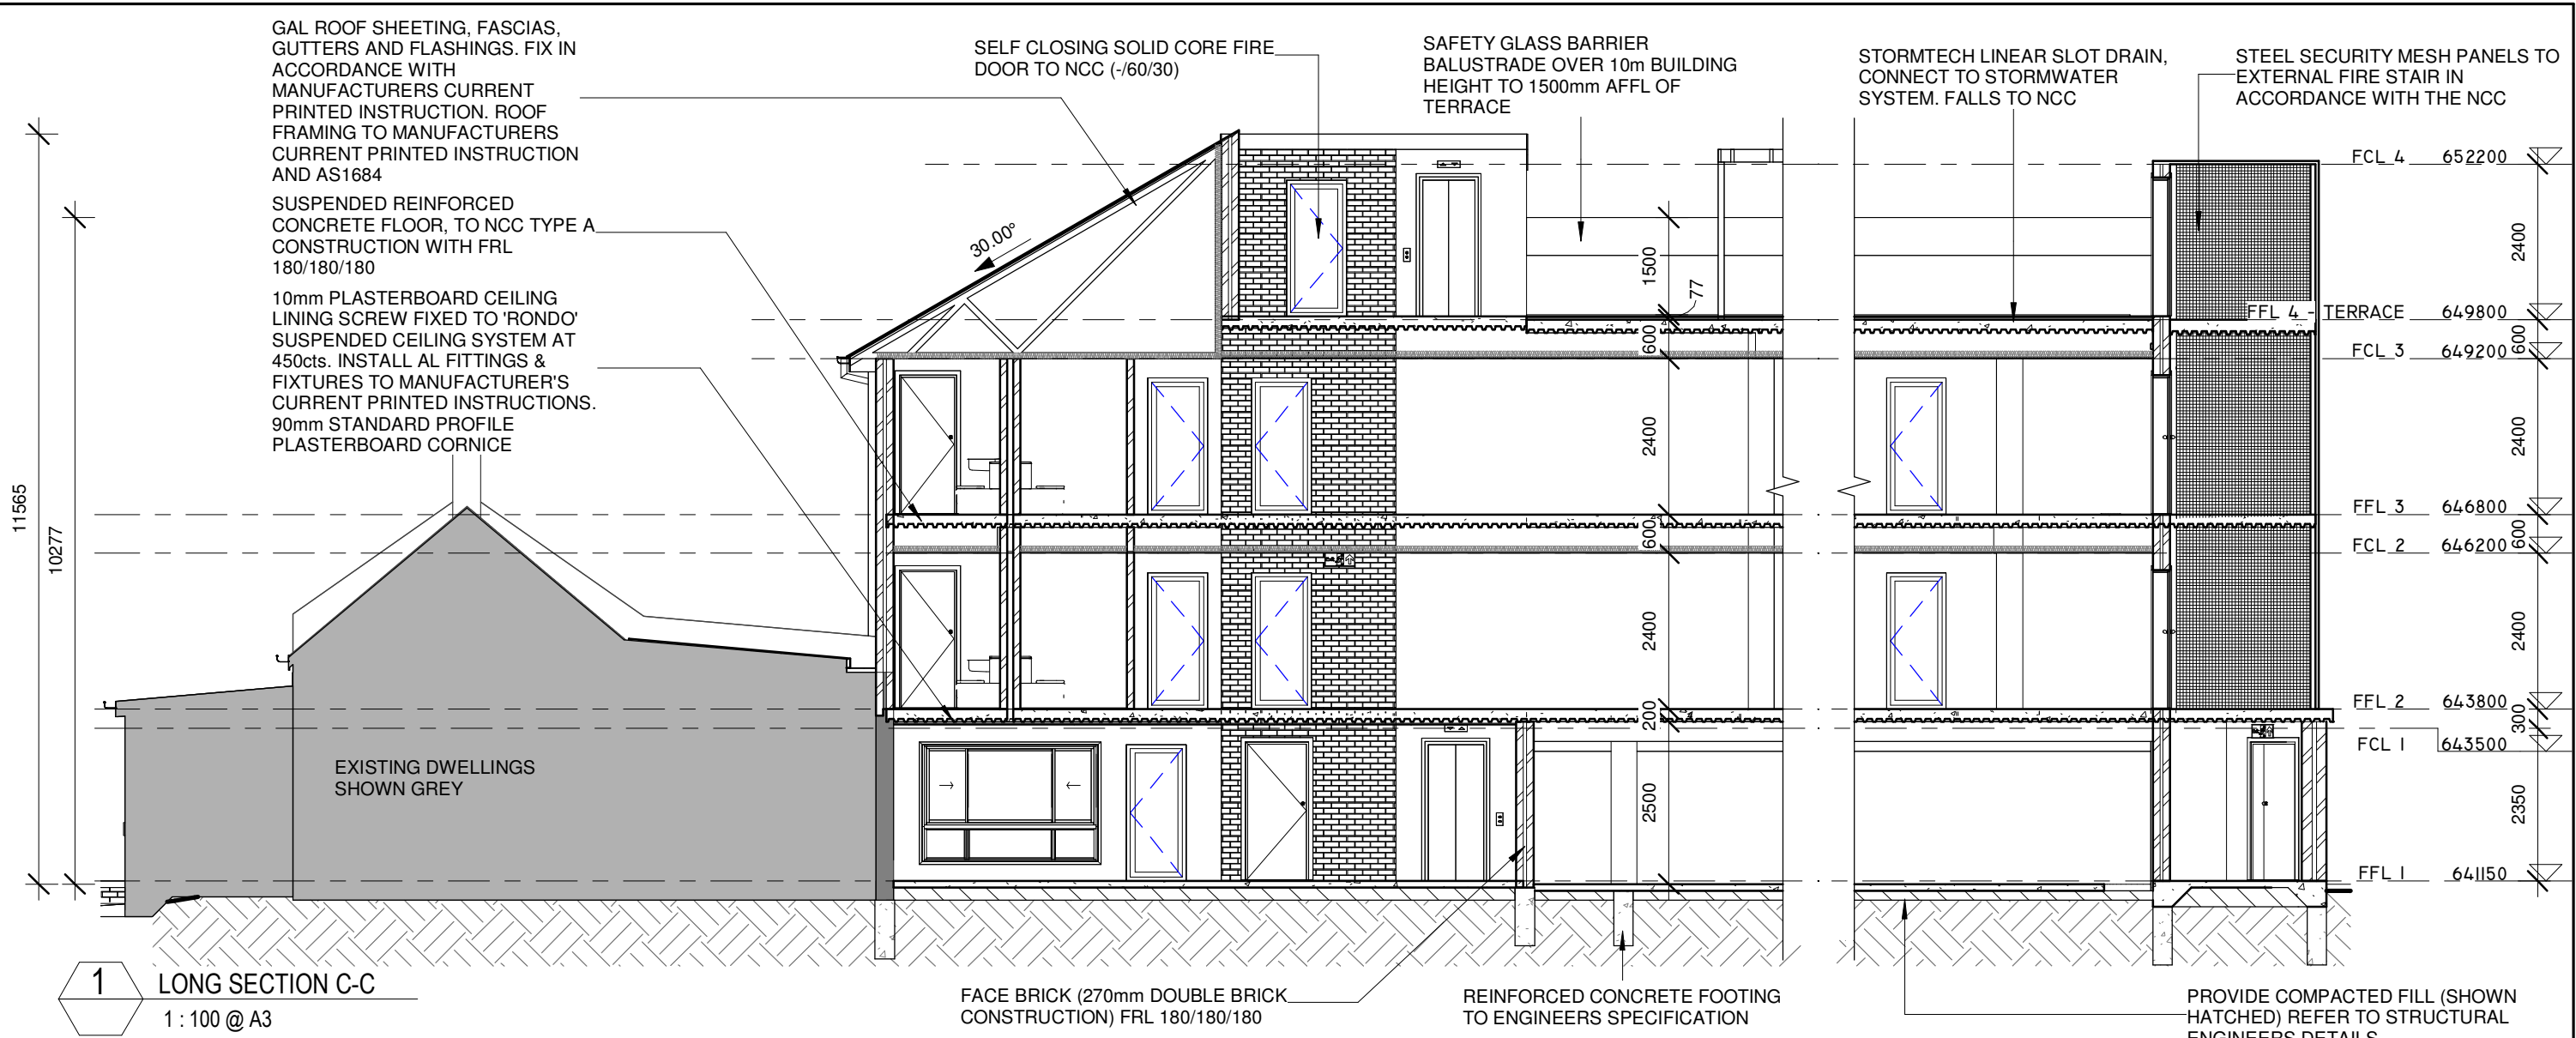 GAL ROOF SHEETING, FASCIAS,
GUTTERS AND FLASHINGS. FIX IN
ACCORDANCE WITH
MANUFACTURERS CURRENT
PRINTED INSTRUCTION. ROOF
FRAMING TO MANUFACTURERS
CURRENT PRINTED INSTRUCTION
AND AS1684
SUSPENDED REINFORCED
CONCRETE FLOOR, TO NCC TYPE A
CONSTRUCTION WITH FRL
180/180/180
10mm PLASTERBOARD CEILING
LINING SCREW FIXED TO 'RONDO'
SUSPENDED CEILING SYSTEM AT
450cts. INSTALL AL FITTINGS &
FIXTURES TO MANUFACTURER'S
CURRENT PRINTED INSTRUCTIONS.
90mm STANDARD PROFILE
PLASTERBOARD CORNICE
SELF CLOSING SOLID CORE FIRE
DOOR TO NCC (-/60/30)
SAFETY GLASS BARRIER
BALUSTRADE OVER 10m BUILDING
HEIGHT TO 1500mm AFFL OF
TERRACE
STORMTECH LINEAR SLOT DRAIN,
CONNECT TO STORMWATER
SYSTEM. FALLS TO NCC
STEEL SECURITY MESH PANELS TO
EXTERNAL FIRE STAIR IN
ACCORDANCE WITH THE NCC
11565
10277
30.00°
1500
77
600
2400
600
2400
200
2500
FCL 4 652200
2400
FFL 4 - TERRACE 649800
600
FCL 3 649200
2400
FFL 3 646800
600
FCL 2 646200
2400
FFL 2 643800
300
FCL 1 643500
2350
FFL 1 641150
EXISTING DWELLINGS
SHOWN GREY
1
LONG SECTION C-C
1 : 100 @ A3
FACE BRICK (270mm DOUBLE BRICK
CONSTRUCTION) FRL 180/180/180
REINFORCED CONCRETE FOOTING
TO ENGINEERS SPECIFICATION
PROVIDE COMPACTED FILL (SHOWN
HATCHED) REFER TO STRUCTURAL
ENGINEERS DETAILS